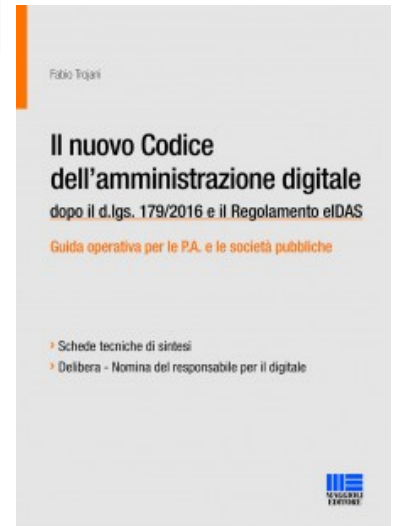 Fabio Trojani
Il nuovo Codice
dell'amministrazione digitale
dopo il d.lgs. 179/2016 e il Regolamento eIDAS
Guida operativa per le P.A. e le società pubbliche
› Schede tecniche di sintesi
› Delibera - Nomina del responsabile per il digitale
MAGGIOLI
EDITORE